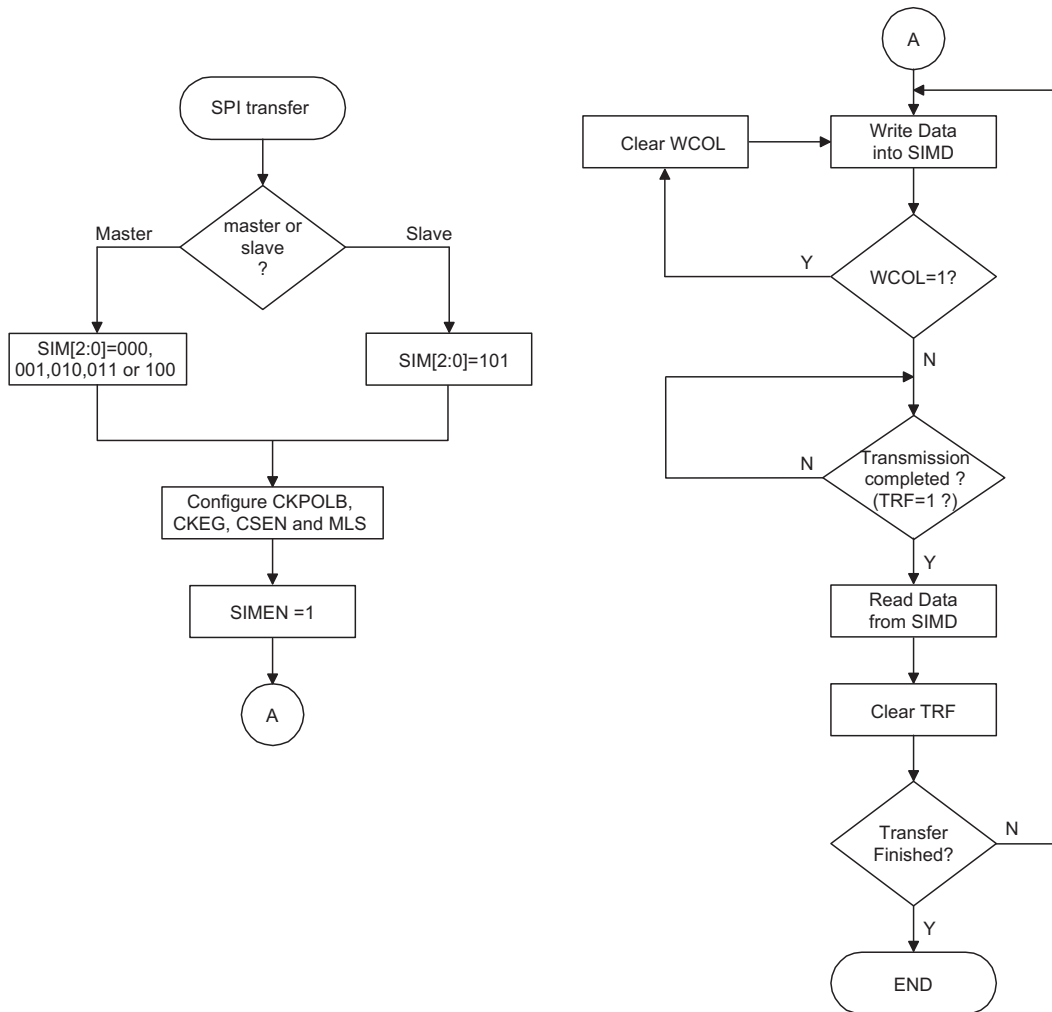 SPI transfer
master or
slave
?
Master
Slave
SIM[2:0]=000,
001,010,011 or 100
SIM[2:0]=101
Configure CKPOLB,
CKEG, CSEN and MLS
SIMEN =1
A
A
Write Data
into SIMD
Clear WCOL
WCOL=1?
Y
N
Transmission
completed ?
(TRF=1 ?)
N
Y
Read Data
from SIMD
Clear TRF
Transfer
Finished?
N
Y
END